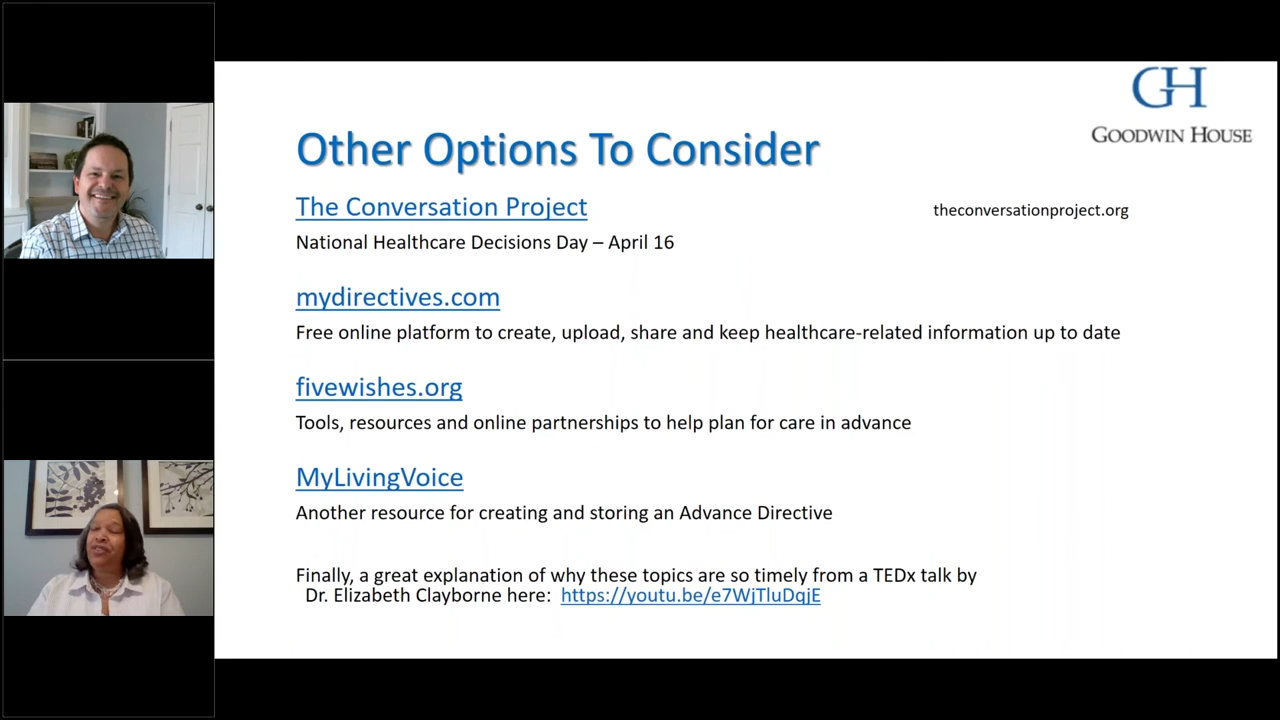 GH
GOODWIN HOUSE
Other Options To Consider
The Conversation Project
theconversationproject.org
National Healthcare Decisions Day – April 16
mydirectives.com
Free online platform to create, upload, share and keep healthcare-related information up to date
fivewishes.org
Tools, resources and online partnerships to help plan for care in advance
MyLivingVoice
Another resource for creating and storing an Advance Directive
Finally, a great explanation of why these topics are so timely from a TEDx talk by
Dr. Elizabeth Clayborne here: https://youtu.be/e7WjTluDqjE